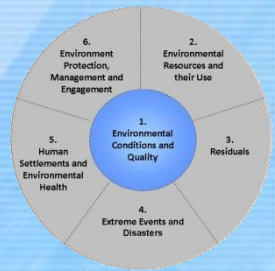 1.
Environmental
Conditions and
Quality
2.
Environmental
Resources and
their Use
3.
Residuals
4.
Extreme Events and
Disasters
5.
Human
Settlements and
Environmental
Health
6.
Environment
Protection,
Management and
Engagement